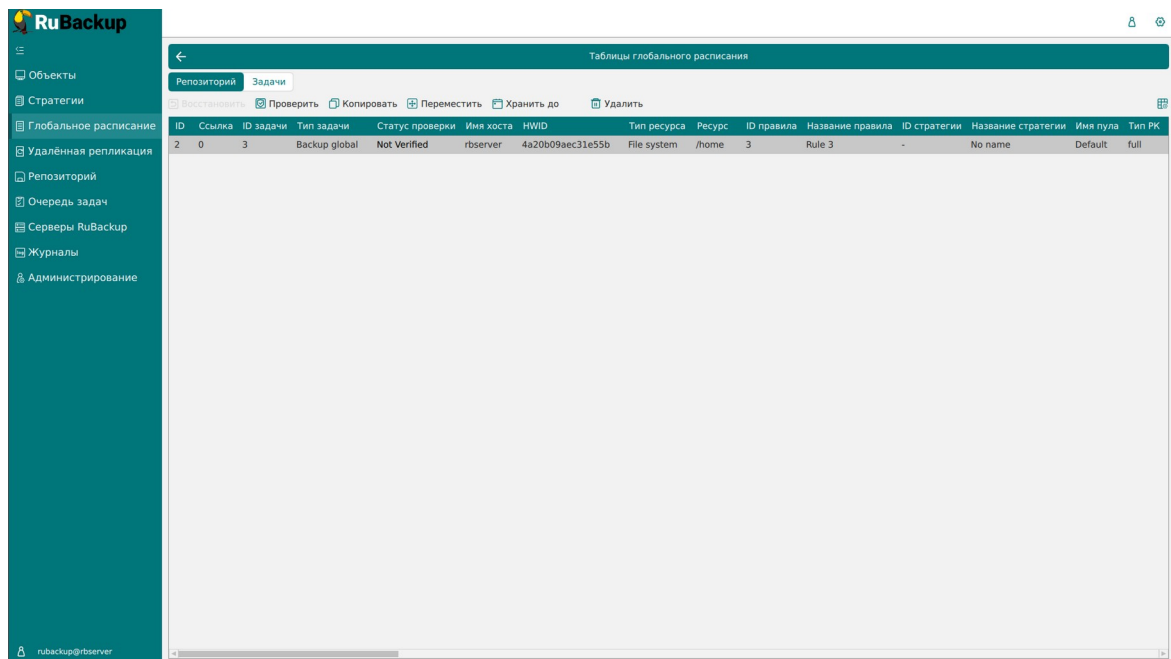 RuBackup
Объекты
Стратегии
Глобальное расписание
Удалённая репликация
Репозиторий
Очередь задач
Серверы RuBackup
Журналы
Администрирование
rubackup@rbserver
Таблицы глобального расписания
Репозиторий Задачи
Восстановить Проверить Копировать Переместить Хранить до Удалить
ID Ссылка ID задачи Тип задачи Статус проверки Имя хоста HWID Тип ресурса Ресурс ID правила Название правила ID стратегии Название стратегии Имя пула Тип РК
2 0 3 Backup global Not Verified rbserver 4a20b09aec31e55b File system /home 3 Rule 3 - No name Default full